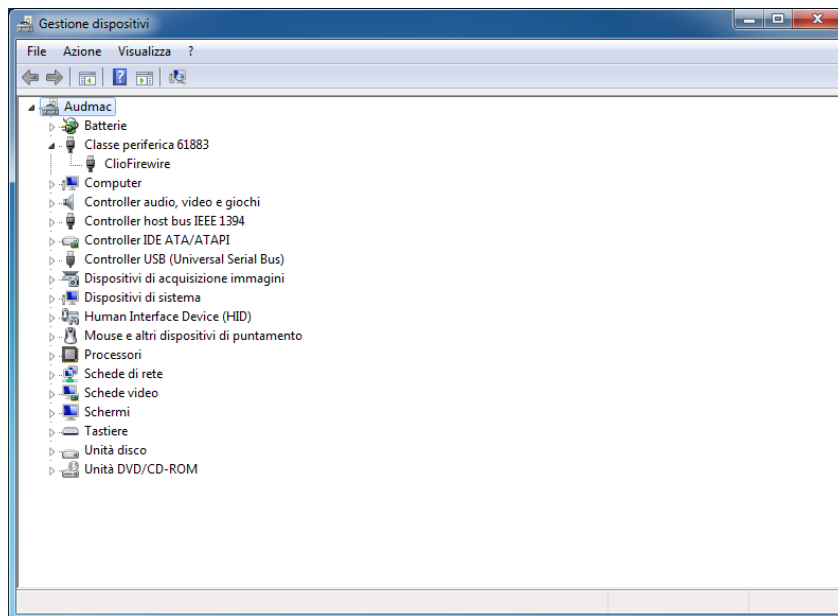 Gestione dispositivi
File Azione Visualizza ?
Audmac
Batterie
Classe periferica 61883
ClioFirewire
Computer
Controller audio, video e giochi
Controller host bus IEEE 1394
Controller IDE ATA/ATAPI
Controller USB (Universal Serial Bus)
Dispositivi di acquisizione immagini
Dispositivi di sistema
Human Interface Device (HID)
Mouse e altri dispositivi di puntamento
Processori
Schede di rete
Schede video
Schermi
Tastiere
Unità disco
Unità DVD/CD-ROM